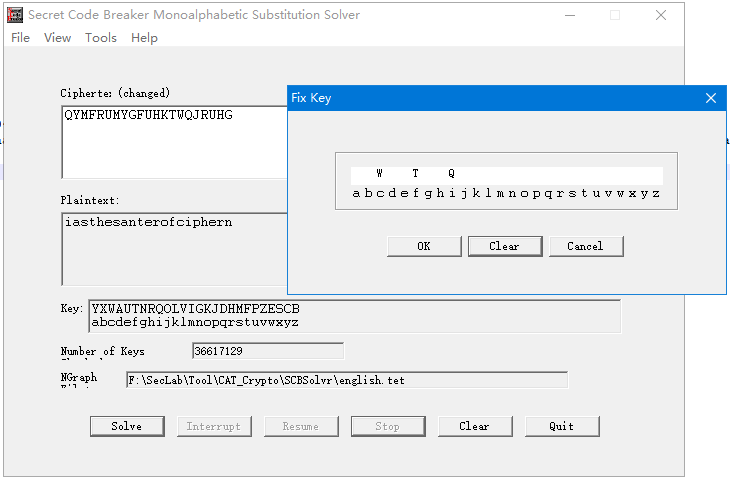 Secret Code Breaker Monoalphabetic Substitution Solver
File View Tools Help
Cipherte: (changed)
QYMFRUMYGFUHKTWQJRUHG
Fix Key
W T Q
a b c d e f g h i j k l m n o p q r s t u v w x y z
OK Clear Cancel
Plaintext:
iasthesanterofciphern
Key: YXWAUTNRQOLVIGKJDHMFPZESCB
abcdefghijklmnopqrstuvwxyz
Number of Keys
36617129
NGraph
F:\SecLab\Tool\CAT_Crypto\SCBSolvr\english.tet
Solve Interrupt Resume Stop Clear Quit